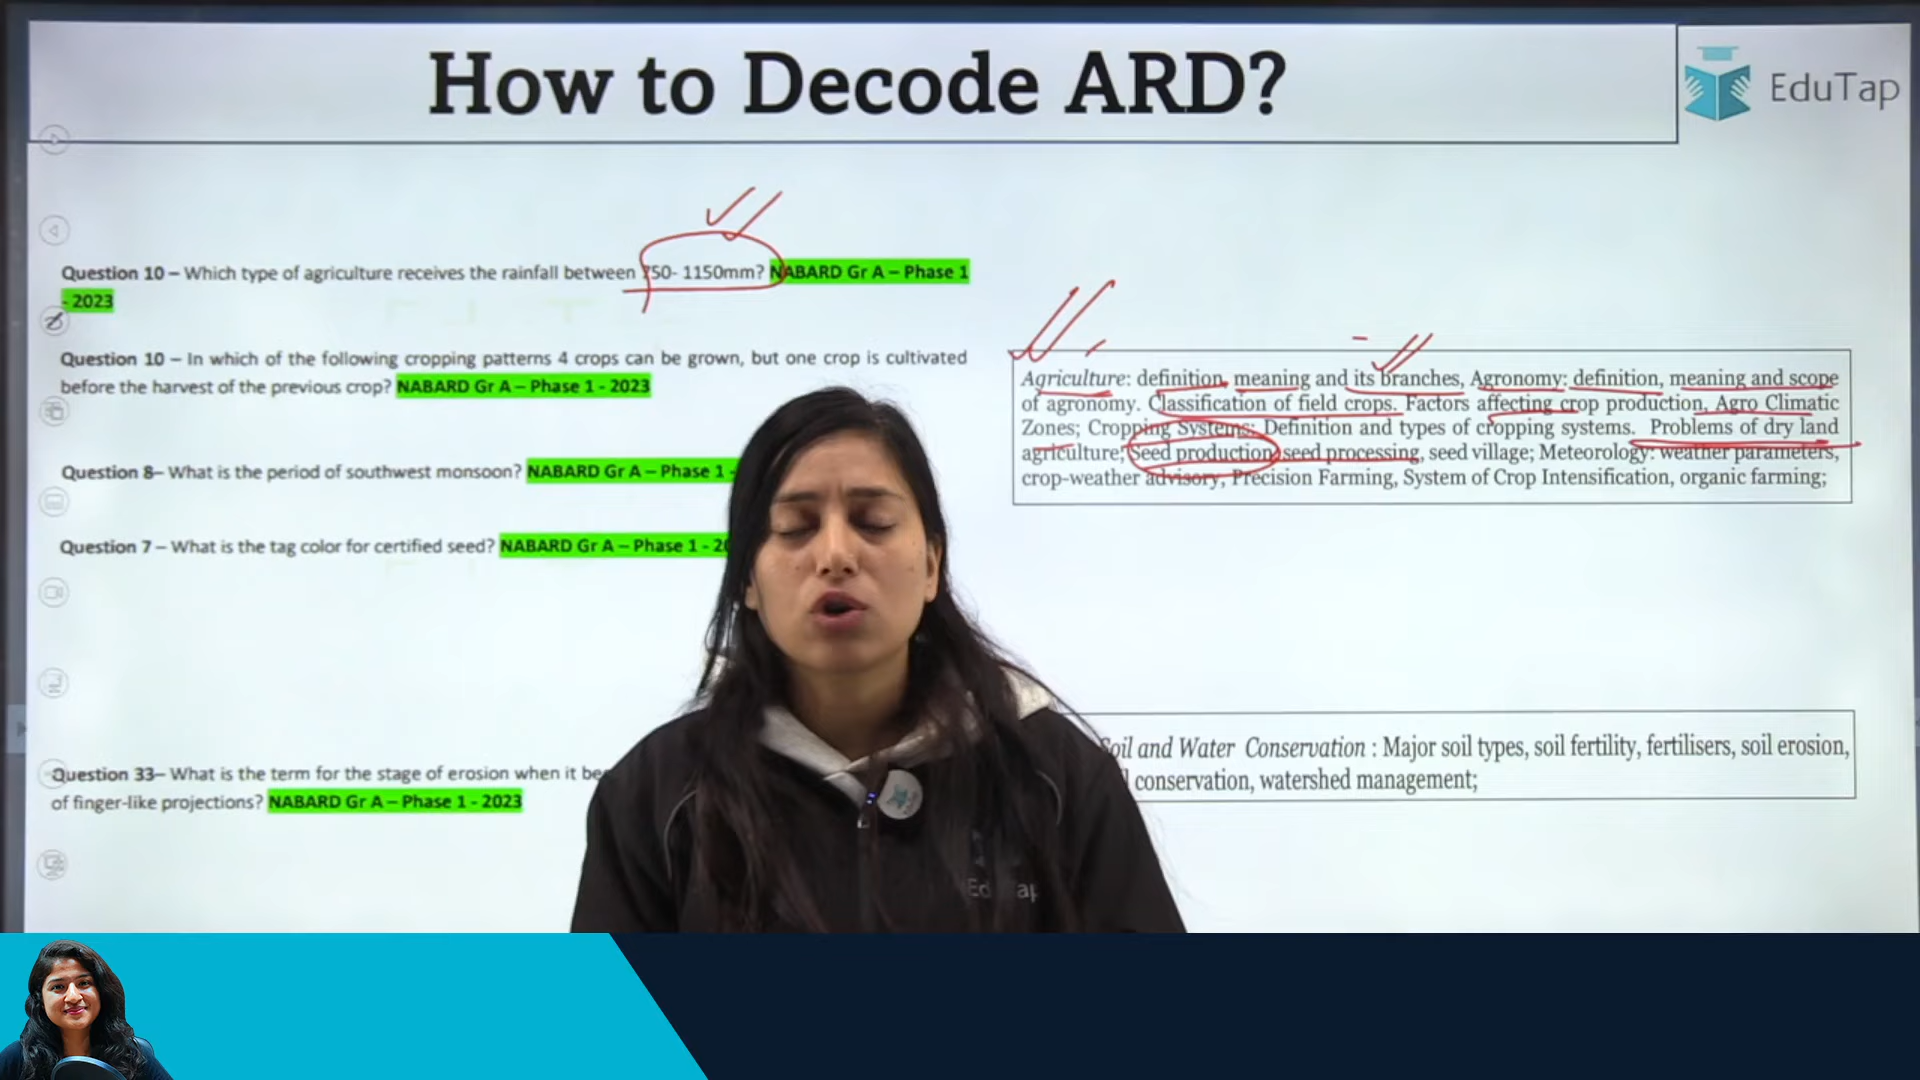 How to Decode ARD?
EduTap
Question 10 – Which type of agriculture receives the rainfall between 750- 1150mm? NABARD Gr A – Phase 1
- 2023
Question 10 – In which of the following cropping patterns 4 crops can be grown, but one crop is cultivated
before the harvest of the previous crop? NABARD Gr A – Phase 1 - 2023
Question 8– What is the period of southwest monsoon? NABARD Gr A – Phase 1 -
Question 7 – What is the tag color for certified seed? NABARD Gr A – Phase 1 - 20
Question 33– What is the term for the stage of erosion when it be
of finger-like projections? NABARD Gr A – Phase 1 - 2023
Agriculture: definition, meaning and its branches, Agronomy: definition, meaning and scope
of agronomy. Classification of field crops. Factors affecting crop production, Agro Climatic
Zones; Cropping Systems: Definition and types of cropping systems. Problems of dry land
agriculture; Seed production, seed processing, seed village; Meteorology: weather parameters,
crop-weather advisory, Precision Farming, System of Crop Intensification, organic farming;
Soil and Water Conservation : Major soil types, soil fertility, fertilisers, soil erosion,
conservation, watershed management;